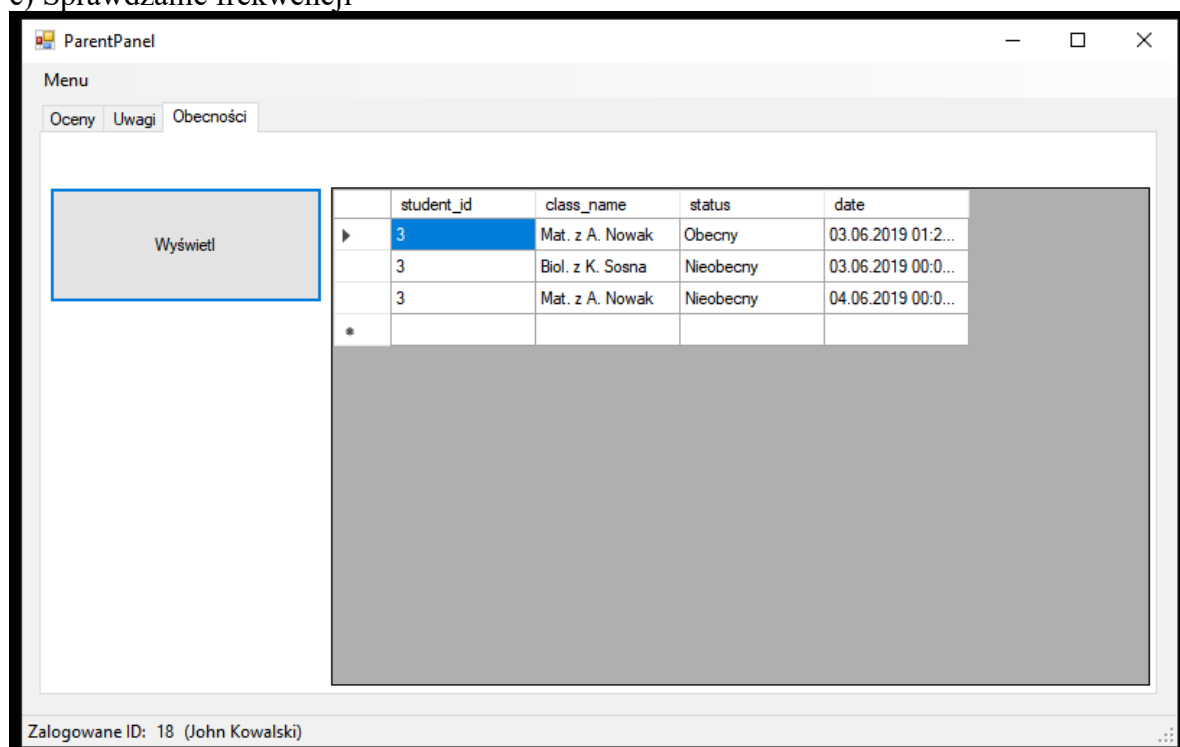 c) Sprawdzanie frekwencji
ParentPanel
Menu
Oceny Uwagi Obecności
Wyświetl
student_id class_name status date
3 Mat. z A. Nowak Obecny 03.06.2019 01:2...
3 Biol. z K. Sosna Nieobecny 03.06.2019 00:0...
3 Mat. z A. Nowak Nieobecny 04.06.2019 00:0...
Zalogowane ID: 18 (John Kowalski)